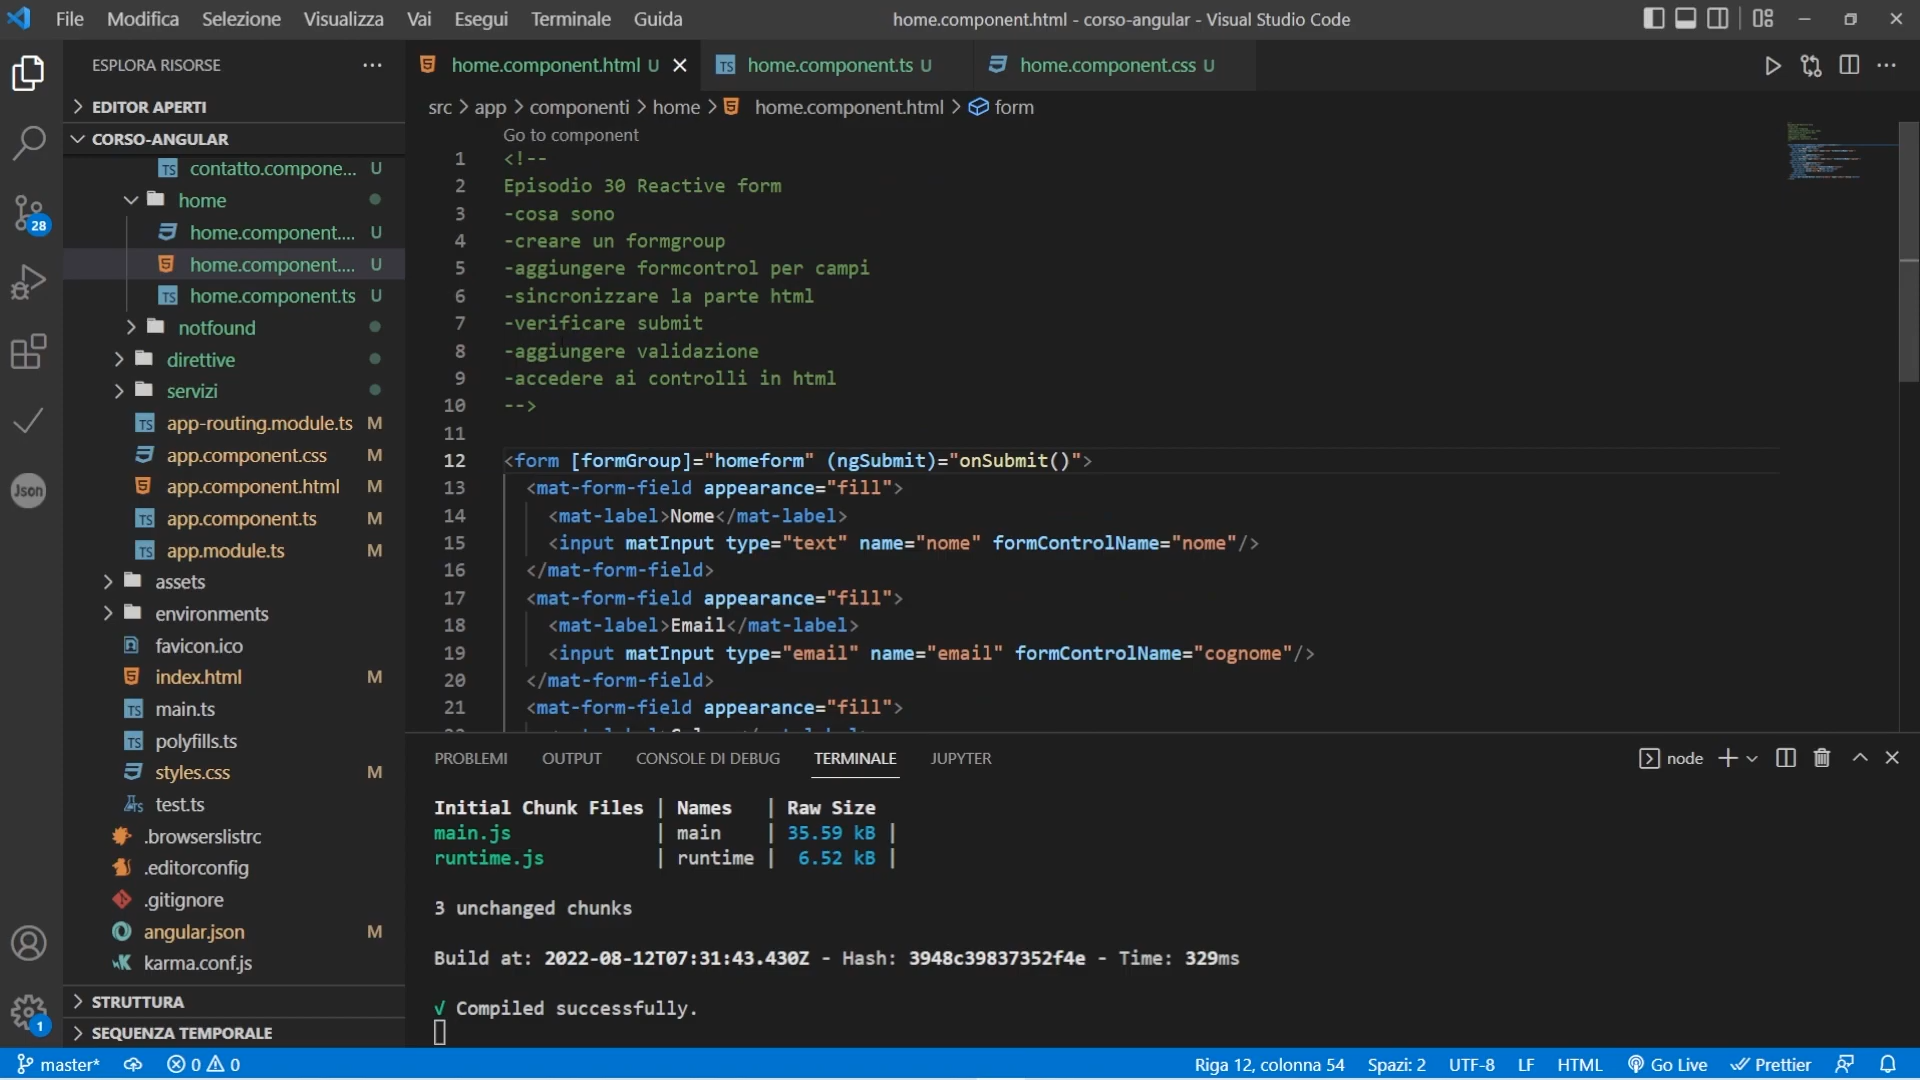 File Modifica Selezione Visualizza Vai Esegui Terminale Guida
home.component.html - corso-angular - Visual Studio Code
ESPLORA RISORSE
EDITOR APERTI
CORSO-ANGULAR
contatto.compone... U
home
home.component.... U
home.component.... U
home.component.ts U
notfound
direttive
servizi
app-routing.module.ts M
app.component.css M
app.component.html M
app.component.ts M
app.module.ts M
assets
environments
favicon.ico
index.html M
main.ts
polyfills.ts
styles.css M
test.ts
.browserslistrc
.editorconfig
.gitignore
angular.json M
karma.conf.js
STRUTTURA
SEQUENZA TEMPORALE
28
Json
1
home.component.html U
home.component.ts U
home.component.css U
src > app > componenti > home > home.component.html > form
Go to component
1 <!--
2 Episodio 30 Reactive form
3 -cosa sono
4 -creare un formgroup
5 -aggiungere formcontrol per campi
6 -sincronizzare la parte html
7 -verificare submit
8 -aggiungere validazione
9 -accedere ai controlli in html
10 -->
11
12 <form [formGroup]="homeform" (ngSubmit)="onSubmit()">
13 <mat-form-field appearance="fill">
14 <mat-label>Nome</mat-label>
15 <input matInput type="text" name="nome" formControlName="nome"/>
16 </mat-form-field>
17 <mat-form-field appearance="fill">
18 <mat-label>Email</mat-label>
19 <input matInput type="email" name="email" formControlName="cognome"/>
20 </mat-form-field>
21 <mat-form-field appearance="fill">
PROBLEMI OUTPUT CONSOLE DI DEBUG TERMINALE JUPYTER
node
Initial Chunk Files | Names | Raw Size
main.js | main | 35.59 kB |
runtime.js | runtime | 6.52 kB |
3 unchanged chunks
Build at: 2022-08-12T07:31:43.430Z - Hash: 3948c39837352f4e - Time: 329ms
√ Compiled successfully.
master* 0 0
Riga 12, colonna 54 Spazi: 2 UTF-8 LF HTML Go Live Prettier